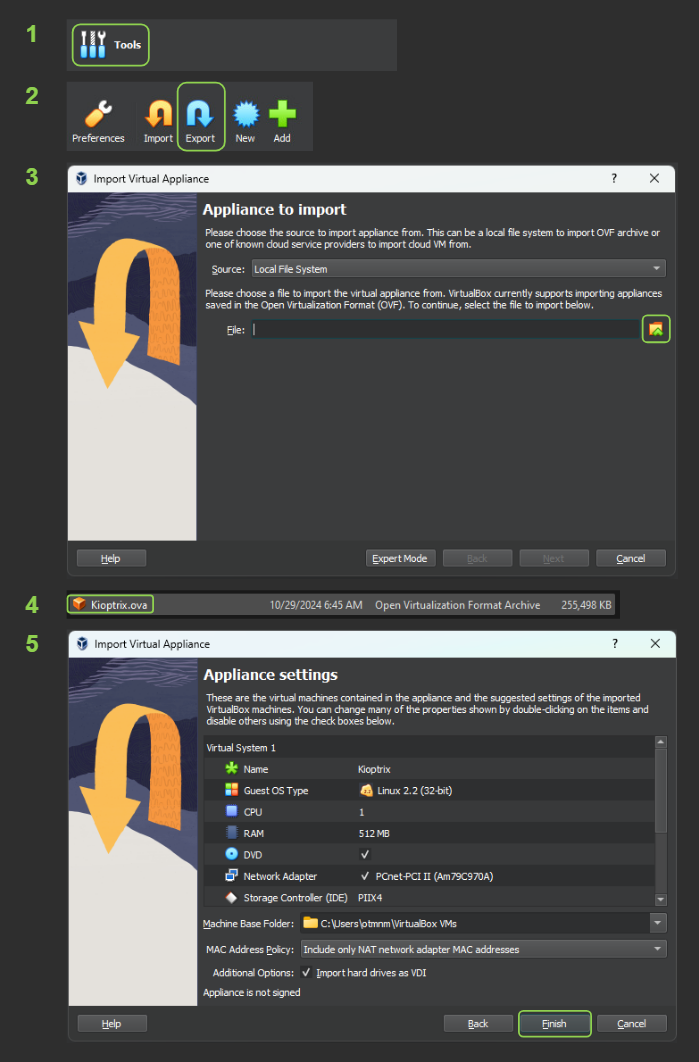 1
Tools
2
Preferences Import Export New Add
3
Import Virtual Appliance ?
Appliance to import
Please choose the source to import appliance from. This can be a local file system to import OVF archive or
one of known cloud service providers to import cloud VM from.
Source: Local File System
Please choose a file to import the virtual appliance from. VirtualBox currently supports importing appliances
saved in the Open Virtualization Format (OVF). To continue, select the file to import below.
File:
Help Expert Mode Back Next Cancel
4
Kioptrix.ova 10/29/2024 6:45 AM Open Virtualization Format Archive 255,498 KB
5
Import Virtual Appliance ?
Appliance settings
These are the virtual machines contained in the appliance and the suggested settings of the imported
VirtualBox machines. You can change many of the properties shown by double-clicking on the items and
disable others using the check boxes below.
Virtual System 1
Name Kioptrix
Guest OS Type Linux 2.2 (32-bit)
CPU 1
RAM 512 MB
DVD
Network Adapter PCnet-PCI II (Am79C970A)
Storage Controller (IDE) PIIX4
Machine Base Folder: C:\Users\otmnm\VirtualBox VMs
MAC Address Policy: Include only NAT network adapter MAC addresses
Additional Options: Import hard drives as VDI
Appliance is not signed
Help Back Finish Cancel